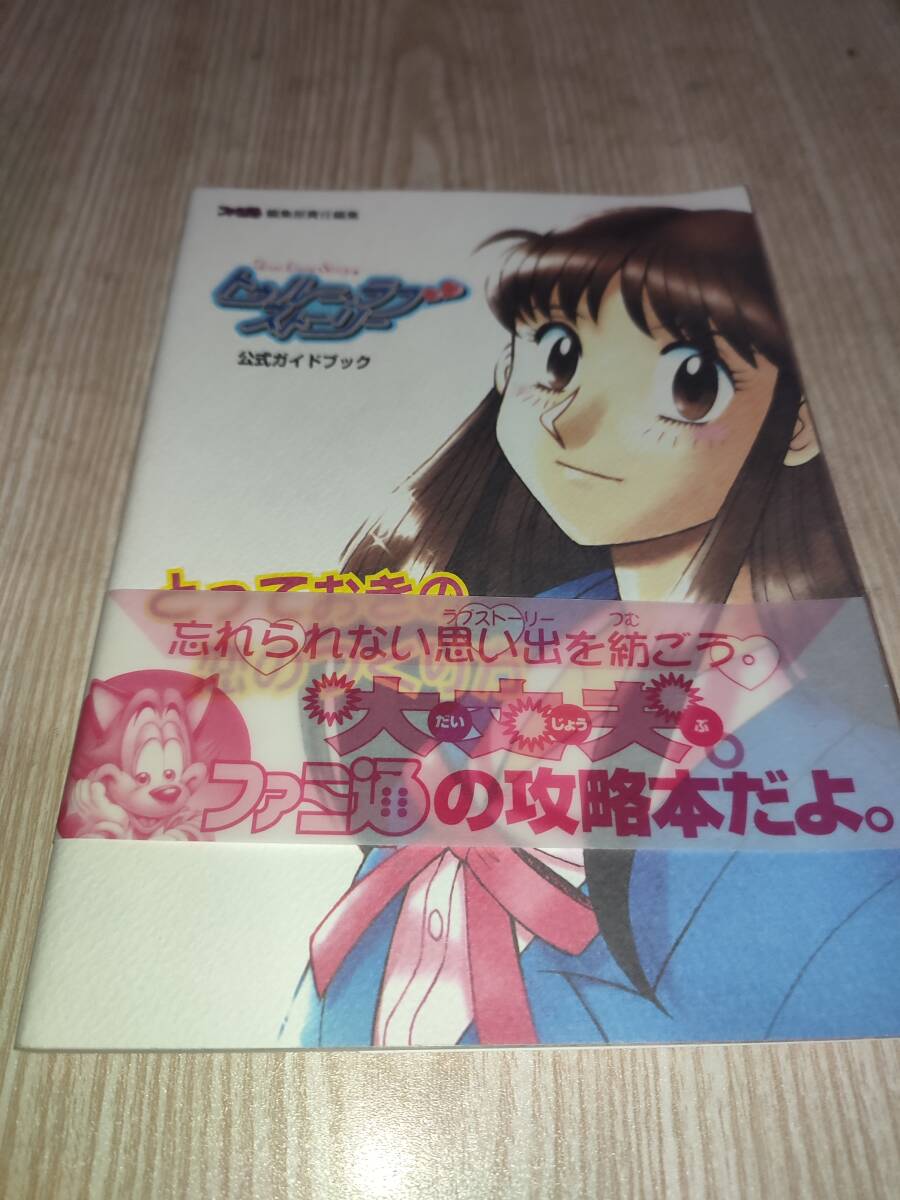 ファミ通 編集部責任編集
True Love Story
トゥルー・ラブ
ストーリー
公式ガイドブック
とっておきの
ラブストーリー つむ
忘れられない思い出を紡ごう。
大丈夫。
だい じょう ぶ
ファミ通の攻略本だよ。